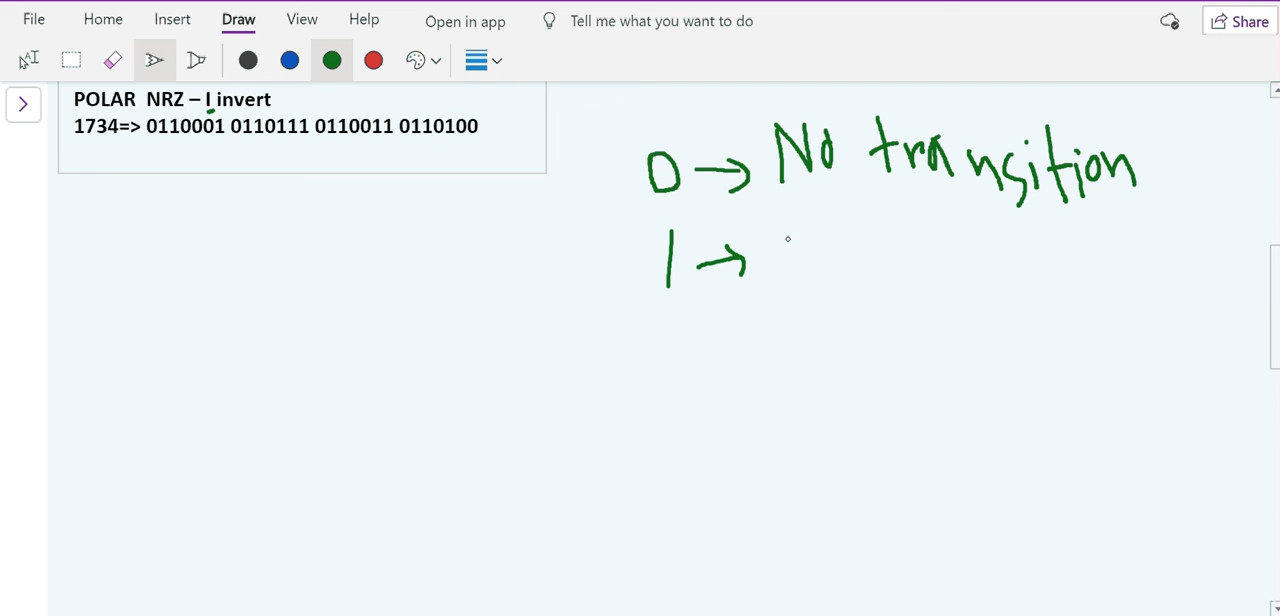 File Home Insert Draw View Help Open in app Tell me what you want to do Share
POLAR NRZ – I invert
1734=> 0110001 0110111 0110011 0110100
0 → No transition
1 →